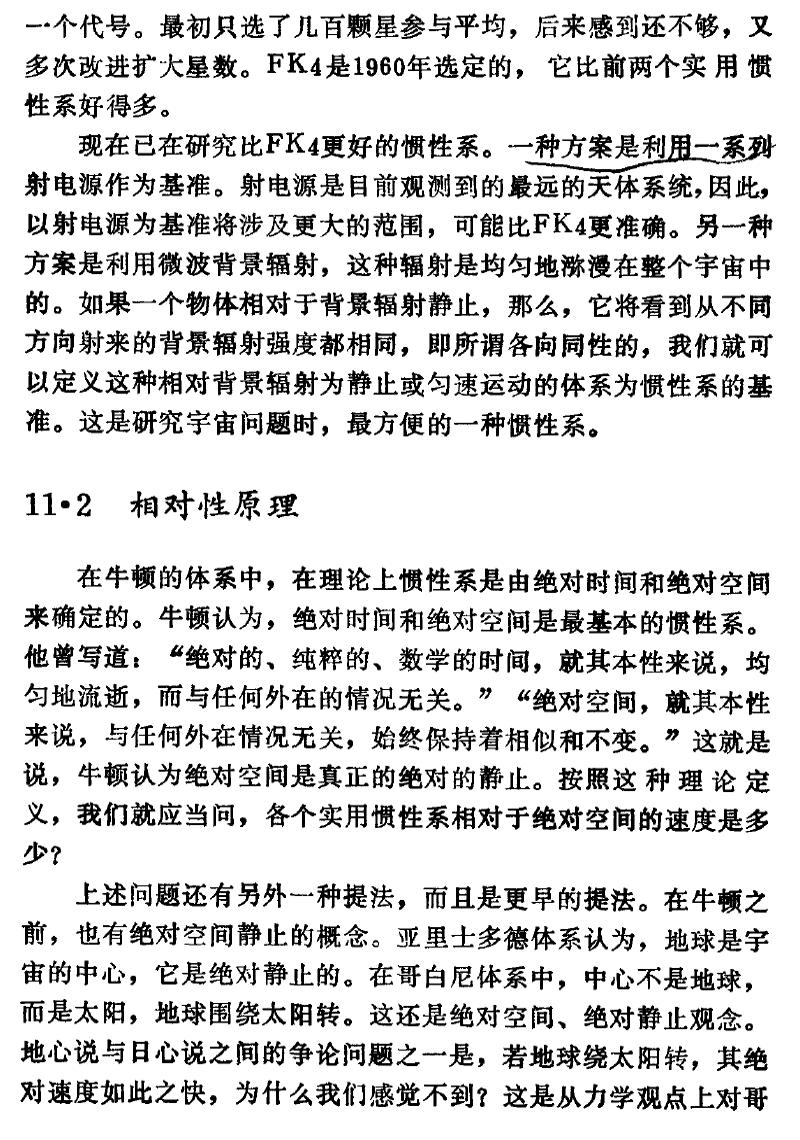 一个代号。最初只选了几百颗星参与平均，后来感到还不够，又
多次改进扩大星数。FK4是1960年选定的，它比前两个实用惯
性系好得多。
现在已在研究比FK4更好的惯性系。一种方案是利用一系列
射电源作为基准。射电源是目前观测到的最远的天体系统，因此，
以射电源为基准将涉及更大的范围，可能比FK4更准确。另一种
方案是利用微波背景辐射，这种辐射是均匀地弥漫在整个宇宙中
的。如果一个物体相对于背景辐射静止，那么，它将看到从不同
方向射来的背景辐射强度都相同，即所谓各向同性的，我们就可
以定义这种相对背景辐射为静止或匀速运动的体系为惯性系的基
准。这是研究宇宙问题时，最方便的一种惯性系。
11·2 相对性原理
在牛顿的体系中，在理论上惯性系是由绝对时间和绝对空间
来确定的。牛顿认为，绝对时间和绝对空间是最基本的惯性系。
他曾写道：“绝对的、纯粹的、数学的时间，就其本性来说，均
匀地流逝，而与任何外在的情况无关。”“绝对空间，就其本性
来说，与任何外在情况无关，始终保持着相似和不变。”这就是
说，牛顿认为绝对空间是真正的绝对的静止。按照这种理论定
义，我们就应当问，各个实用惯性系相对于绝对空间的速度是多
少？
上述问题还有另外一种提法，而且是更早的提法。在牛顿之
前，也有绝对空间静止的概念。亚里士多德体系认为，地球是宇
宙的中心，它是绝对静止的。在哥白尼体系中，中心不是地球，
而是太阳，地球围绕太阳转。这还是绝对空间、绝对静止观念。
地心说与日心说之间的争论问题之一是，若地球绕太阳转，其绝
对速度如此之快，为什么我们感觉不到？这是从力学观点上对哥